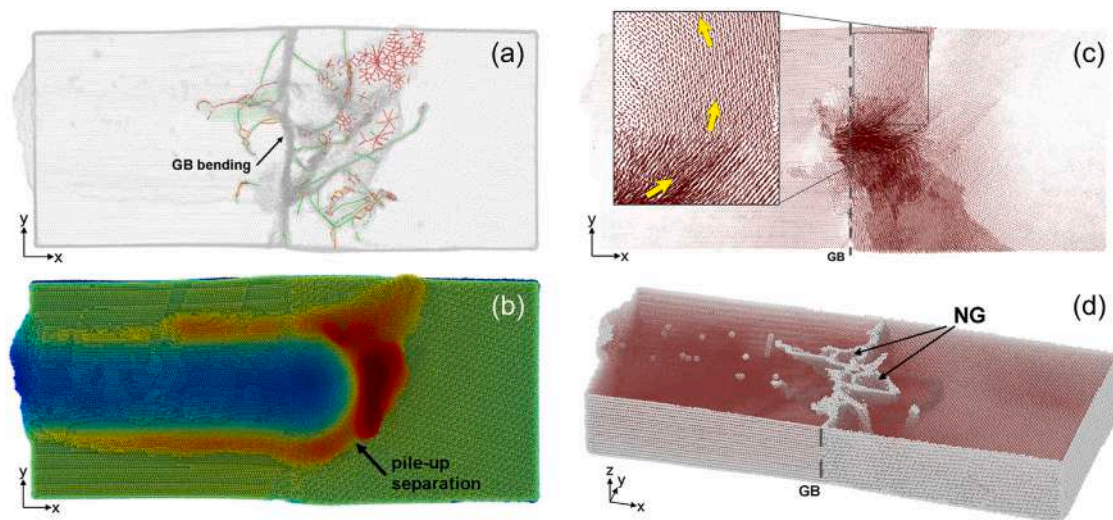 (a)
GB bending
y
x
(b)
pile-up
separation
y
x
(c)
y
x
GB
(d)
NG
z
y
x
GB